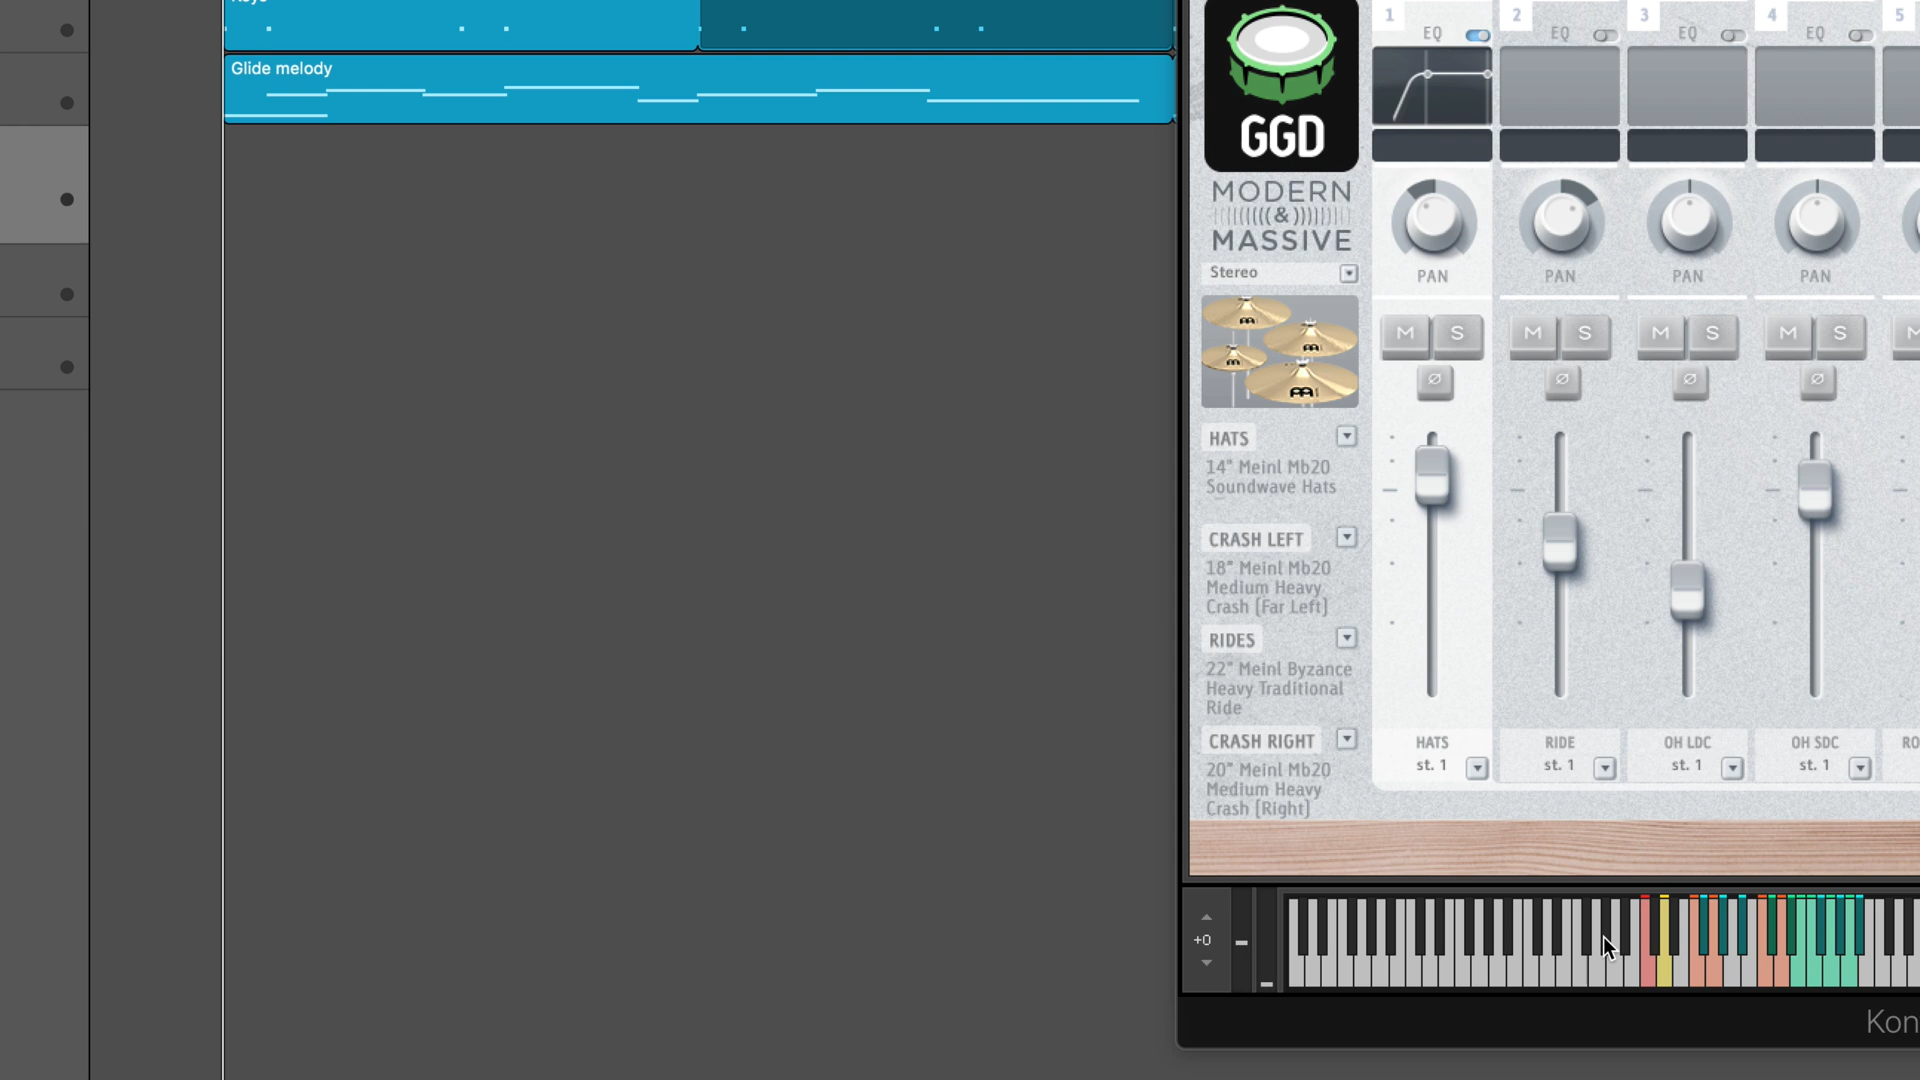 Glide melody
1
2
3
4
5
EQ
EQ
EQ
EQ
GGD
MODERN
&
MASSIVE
Stereo
PAN
PAN
PAN
PAN
M S
M S
M S
M S
M
Ø
Ø
Ø
Ø
HATS
14" Meinl Mb20
Soundwave Hats
CRASH LEFT
18" Meinl Mb20
Medium Heavy
Crash [Far Left]
RIDES
22" Meinl Byzance
Heavy Traditional
Ride
CRASH RIGHT
20" Meinl Mb20
Medium Heavy
Crash [Right]
HATS
RIDE
OH LDC
OH SDC
RO
st. 1
st. 1
st. 1
st. 1
+0
Kon